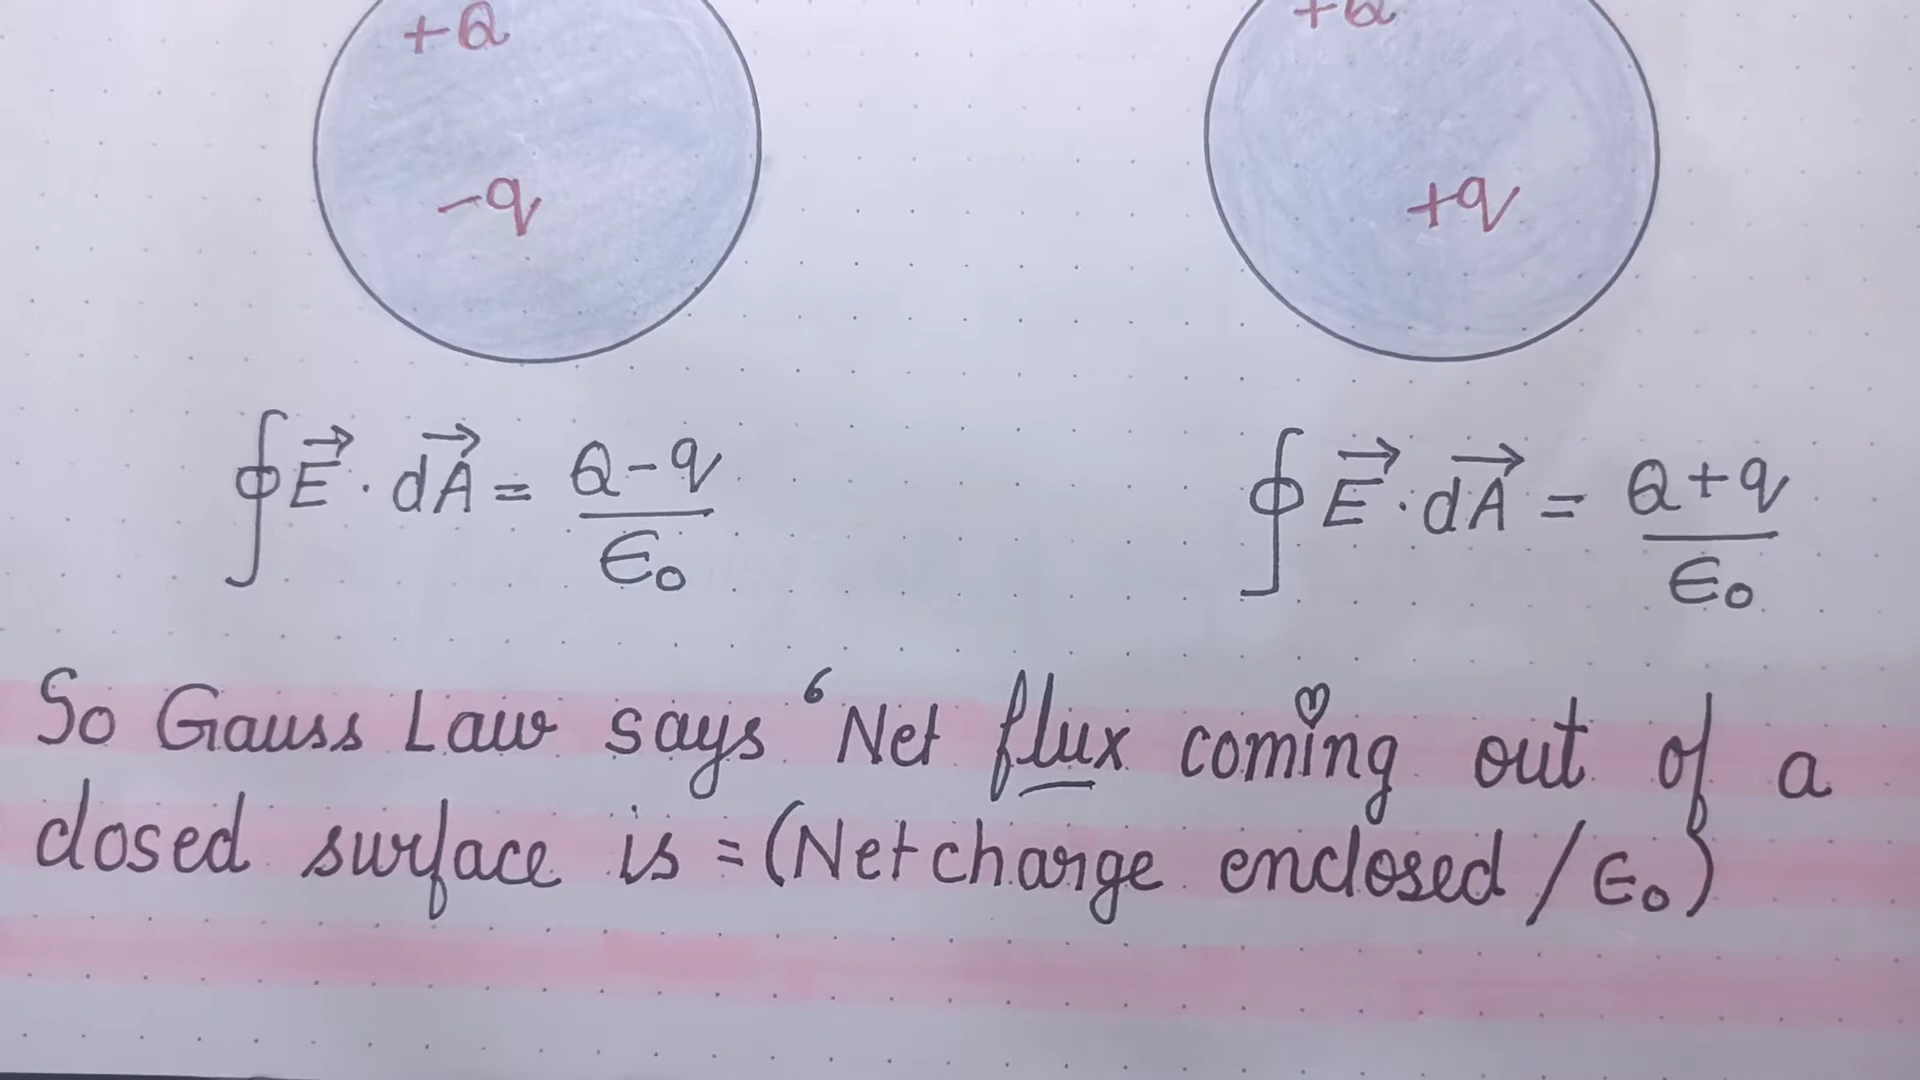 +Q
+Q
-q
+q
∮E⃗ · dA⃗ = Q-q/ϵ₀
∮E⃗ · dA⃗ = Q+q/ϵ₀
So Gauss Law says ‘Net flux coming out of a
closed surface is = (Net charge enclosed / ϵ₀)